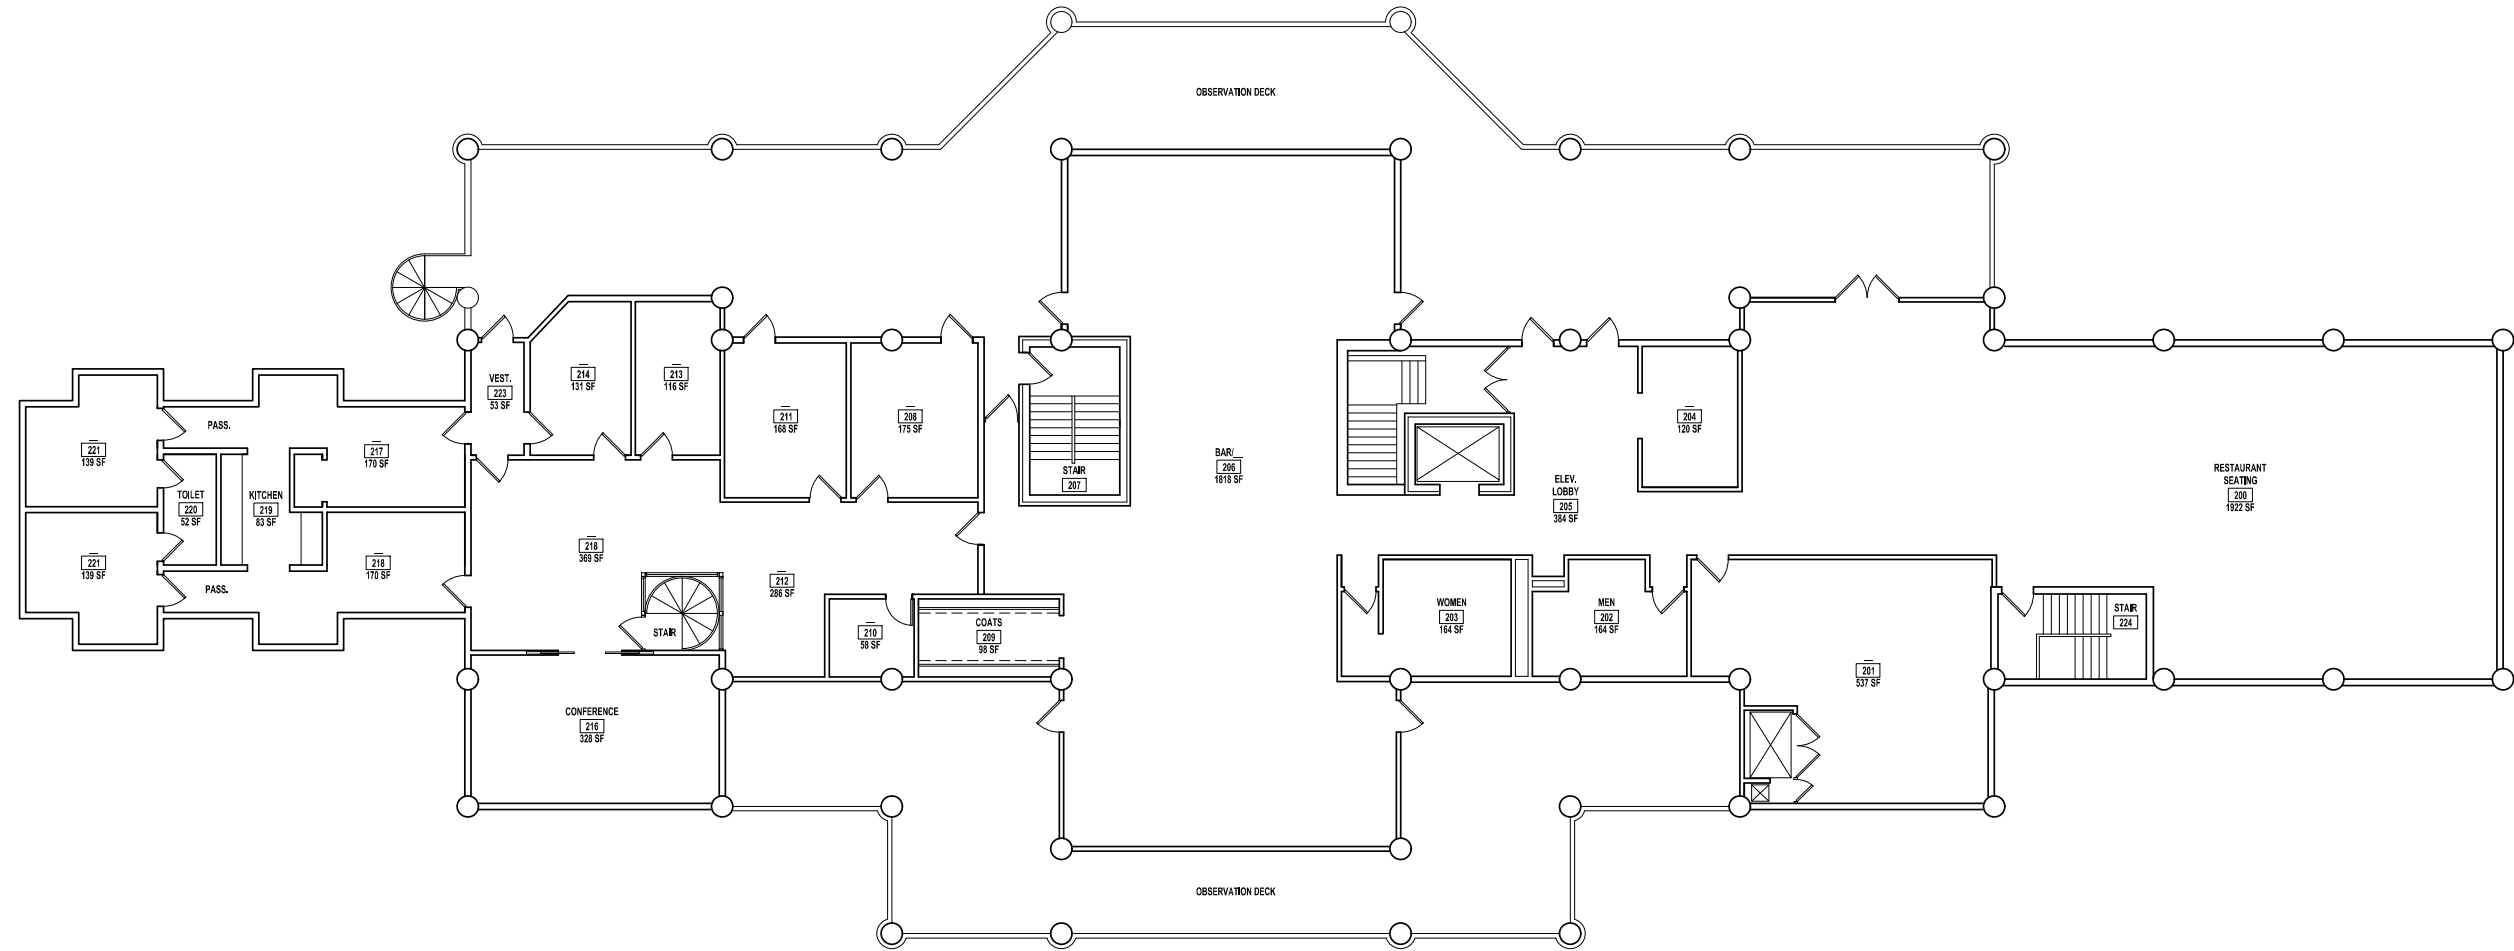 OBSERVATION DECK
VEST.
223
53 SF
214
131 SF
213
116 SF
211
168 SF
208
175 SF
204
120 SF
PASS.
221
139 SF
217
170 SF
TOILET
220
52 SF
KITCHEN
219
83 SF
STAIR
207
BAR/__
206
1818 SF
ELEV.
LOBBY
205
384 SF
RESTAURANT
SEATING
200
1922 SF
221
139 SF
218
170 SF
218
369 SF
212
286 SF
PASS.
STAIR
210
58 SF
COATS
209
98 SF
WOMEN
203
164 SF
MEN
202
164 SF
STAIR
224
201
537 SF
CONFERENCE
216
328 SF
OBSERVATION DECK